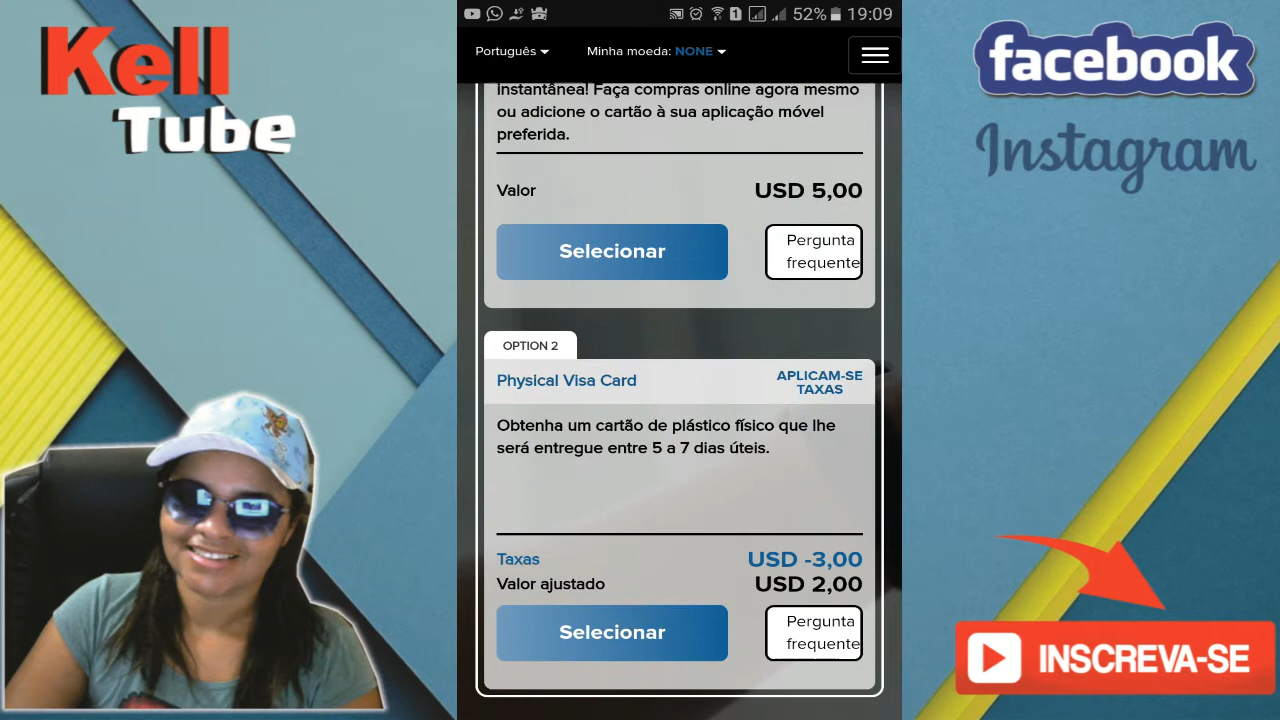 Kell
Tube
52% 19:09
Português
Minha moeda: NONE
instantânea! Faça compras online agora mesmo
ou adicione o cartão à sua aplicação móvel
preferida.
Valor
USD 5,00
Selecionar
Pergunta
frequente
OPTION 2
Physical Visa Card
APLICAM-SE
TAXAS
Obtenha um cartão de plástico físico que lhe
será entregue entre 5 a 7 dias úteis.
Taxas
USD -3,00
Valor ajustado
USD 2,00
Selecionar
Pergunta
frequente
facebook
Instagram
INSCREVA-SE